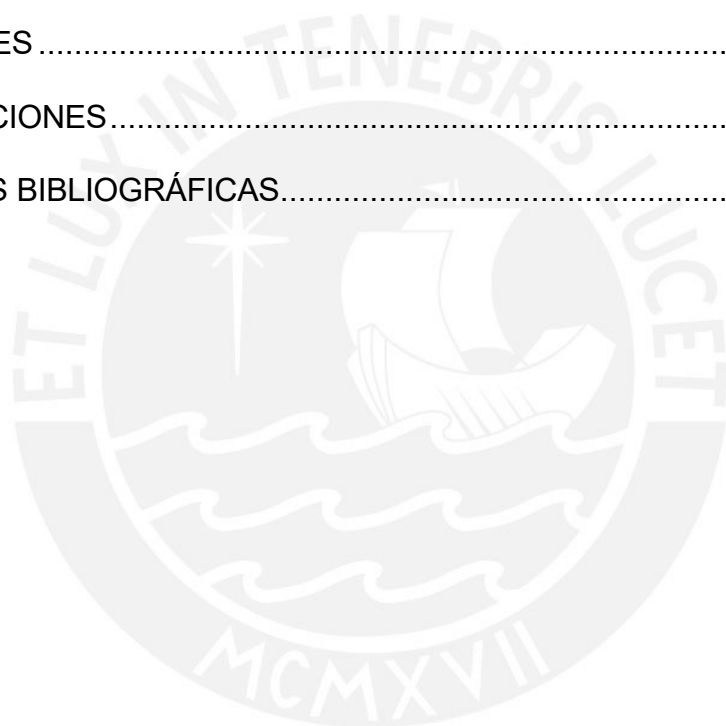 ES........................................................................
CIONES....................................................................
S BIBLIOGRÁFICAS..................................................
ET LUX IN TENEBRIS LUCET
MCMXVII